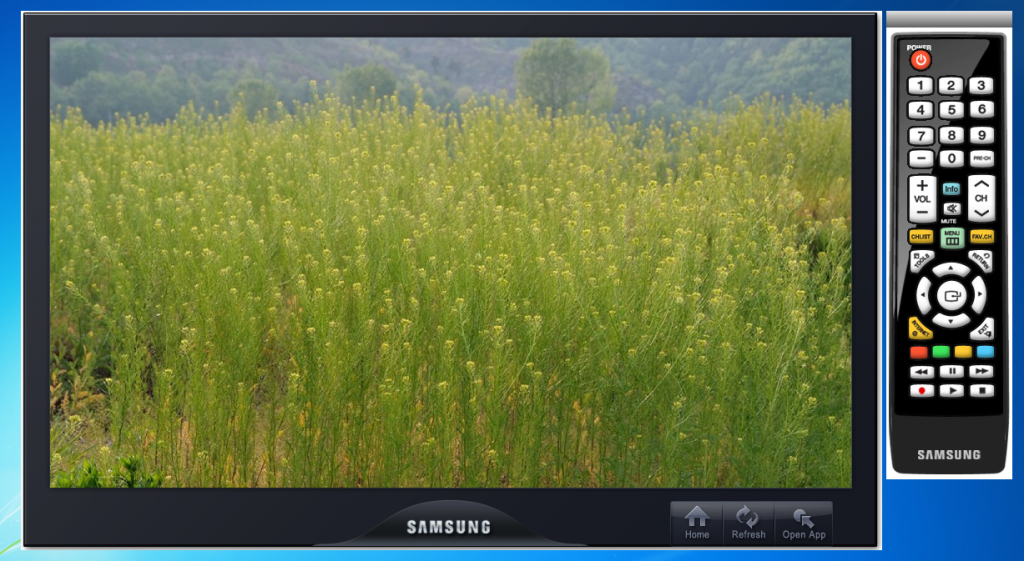 SAMSUNG
Home
Refresh
Open App
POWER
1 2 3
4 5 6
7 8 9
0 PRE-CH
+ Info
VOL CH
MUTE
CH LIST MENU FAV.CH
TOOLS RETURN
INTERNET EXIT
SAMSUNG